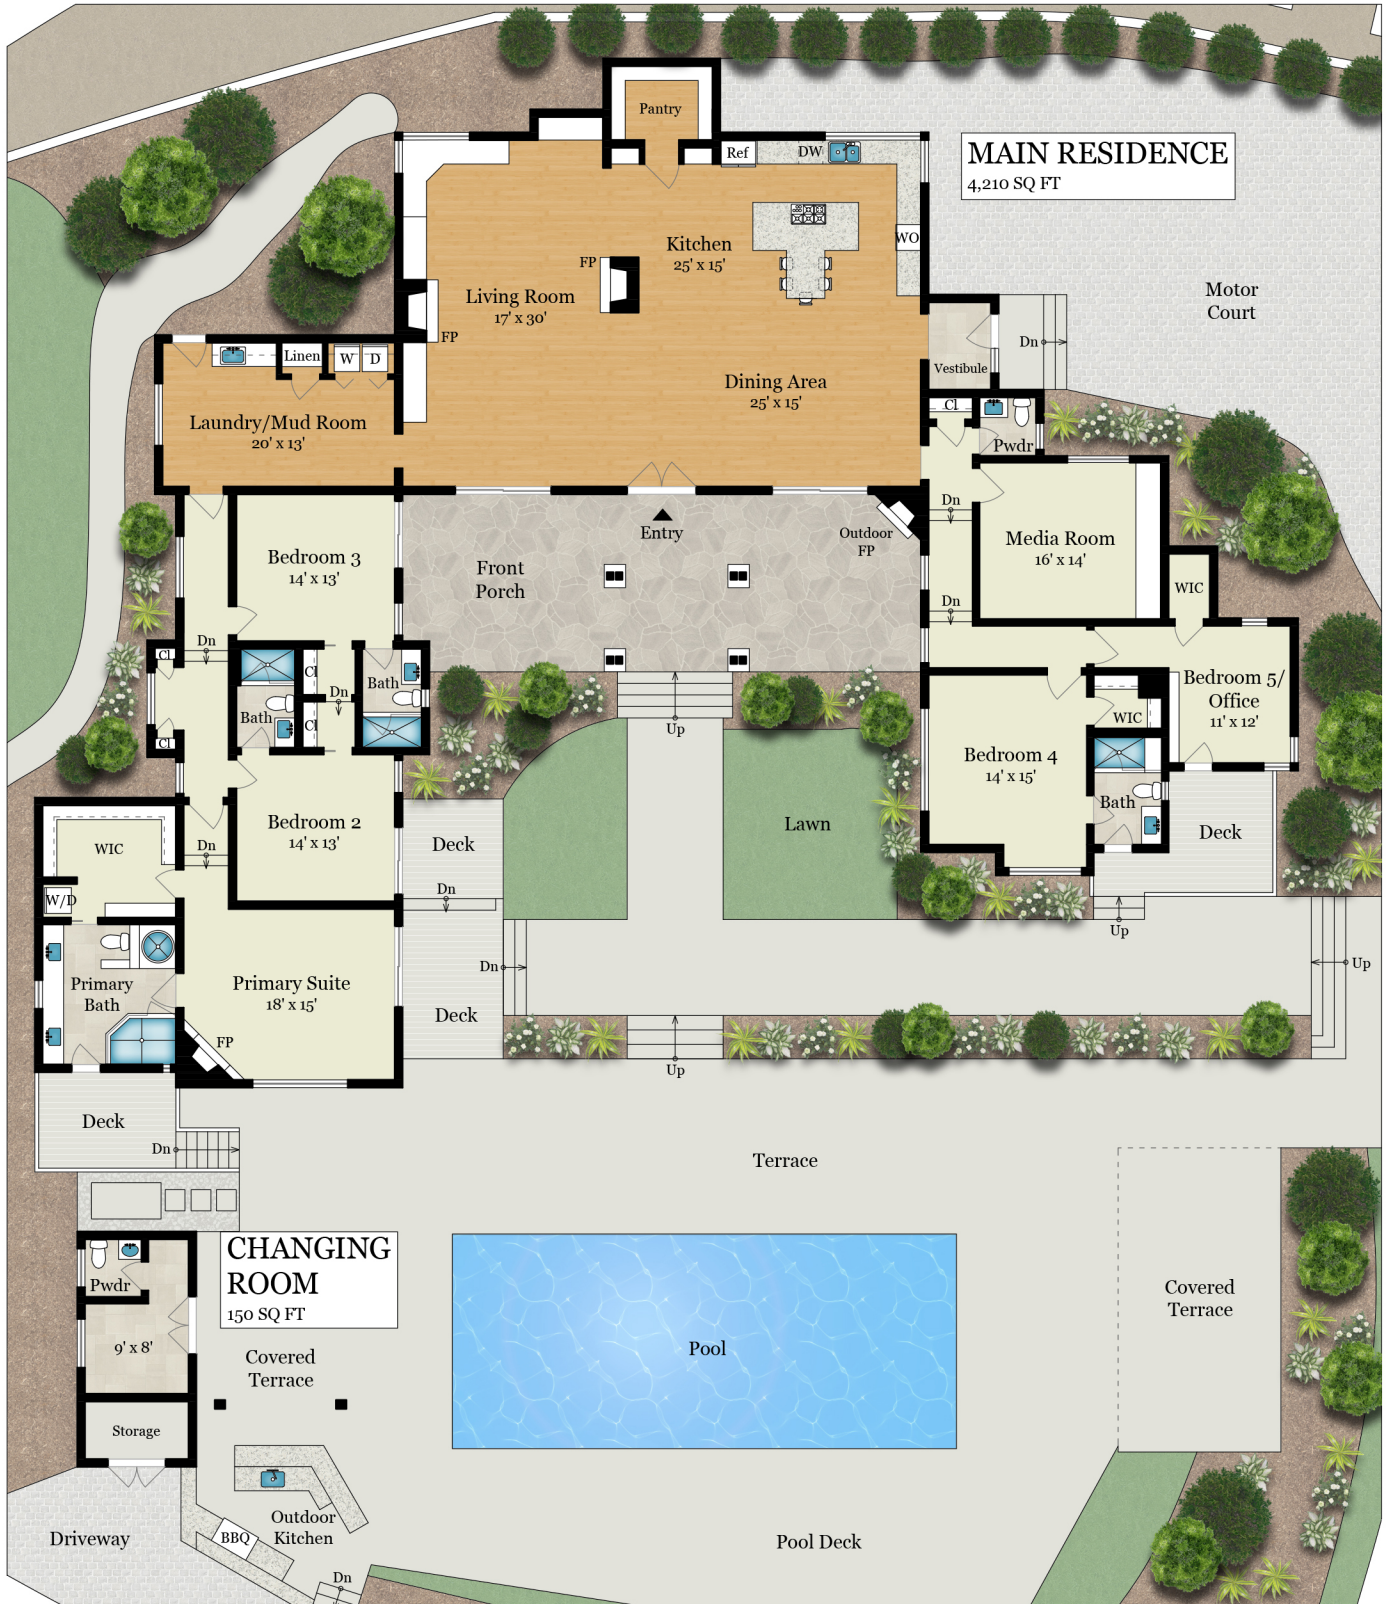 Pantry
Ref
DW
MAIN RESIDENCE
4,210 SQ FT
WO
Kitchen
25' x 15'
FP
Living Room
17' x 30'
FP
Motor
Court
Dn
Vestibule
Linen
W
D
Laundry/Mud Room
20' x 13'
Dining Area
25' x 15'
Cl
Pwdr
Dn
Media Room
16' x 14'
Entry
Outdoor
FP
Front
Porch
Bedroom 3
14' x 13'
WIC
Dn
Dn
Cl
Cl
Bath
Dn
Bath
Cl
Cl
Up
Bedroom 5/
Office
11' x 12'
WIC
Bedroom 4
14' x 15'
Bath
Deck
Lawn
Bedroom 2
14' x 13'
Deck
Dn
WIC
W/D
Dn
Up
Dn
Up
Primary Suite
18' x 15'
Primary
Bath
Deck
FP
Up
Deck
Dn
Terrace
CHANGING
ROOM
150 SQ FT
Pwdr
9' x 8'
Covered
Terrace
Pool
Covered
Terrace
Storage
Outdoor
Kitchen
BBQ
Driveway
Pool Deck
Dn